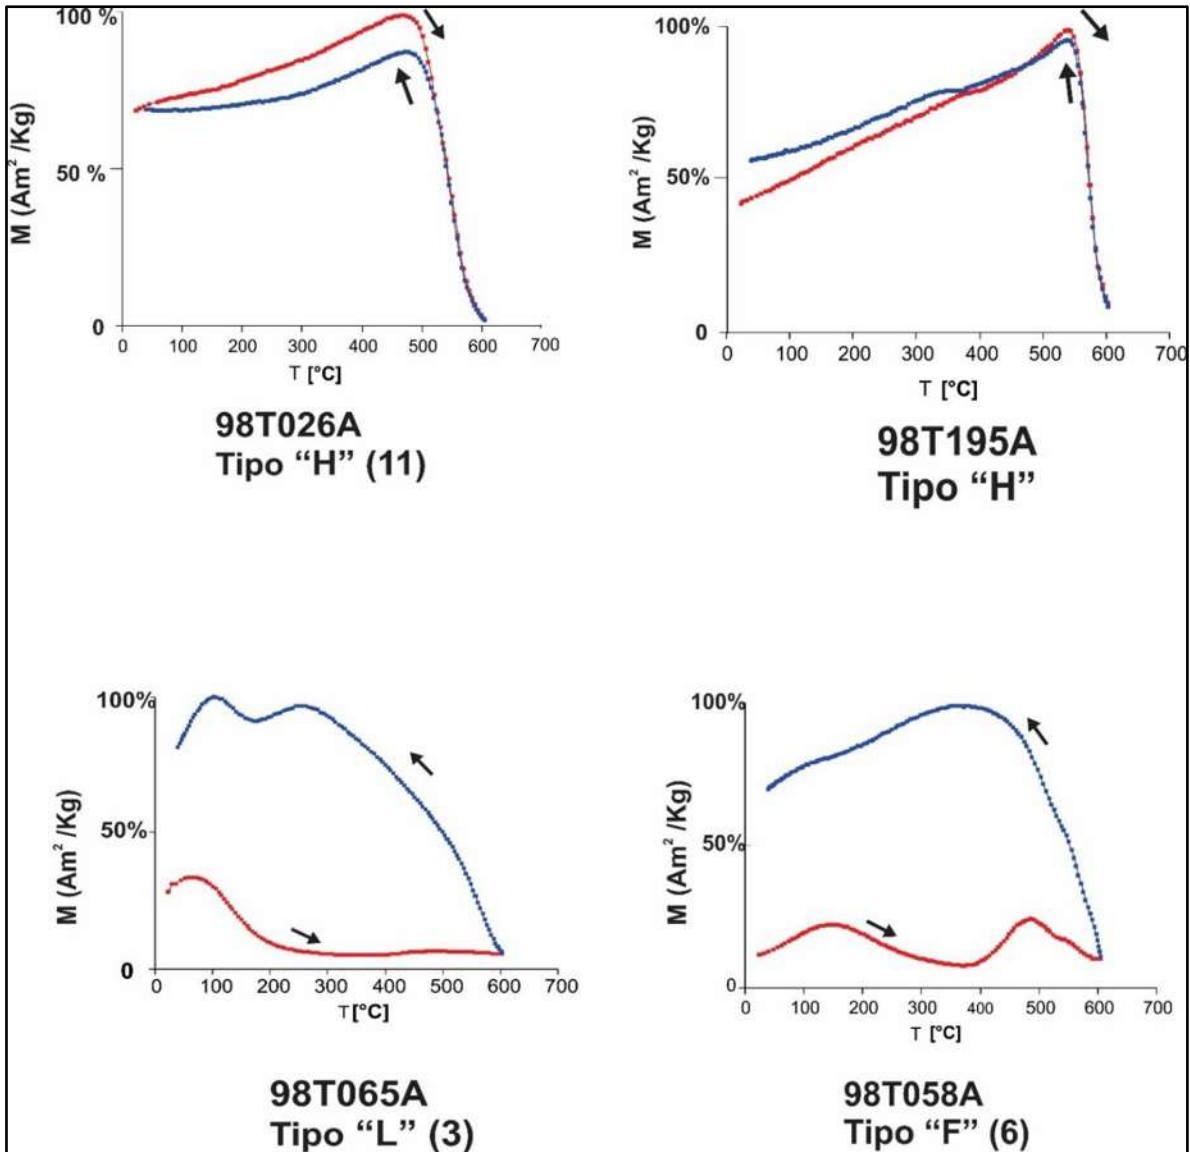 100 %
50 %
0
M (Am² /Kg)
0 100 200 300 400 500 600 700
T [°C]
98T026A
Tipo “H” (11)
100%
50%
0
M (Am² /Kg)
0 100 200 300 400 500 600 700
T [°C]
98T195A
Tipo “H”
100%
50%
0
M (Am² /Kg)
0 100 200 300 400 500 600 700
T[°C]
98T065A
Tipo “L” (3)
100%
50%
0
M (Am² /Kg)
0 100 200 300 400 500 600 700
T [°C]
98T058A
Tipo “F” (6)